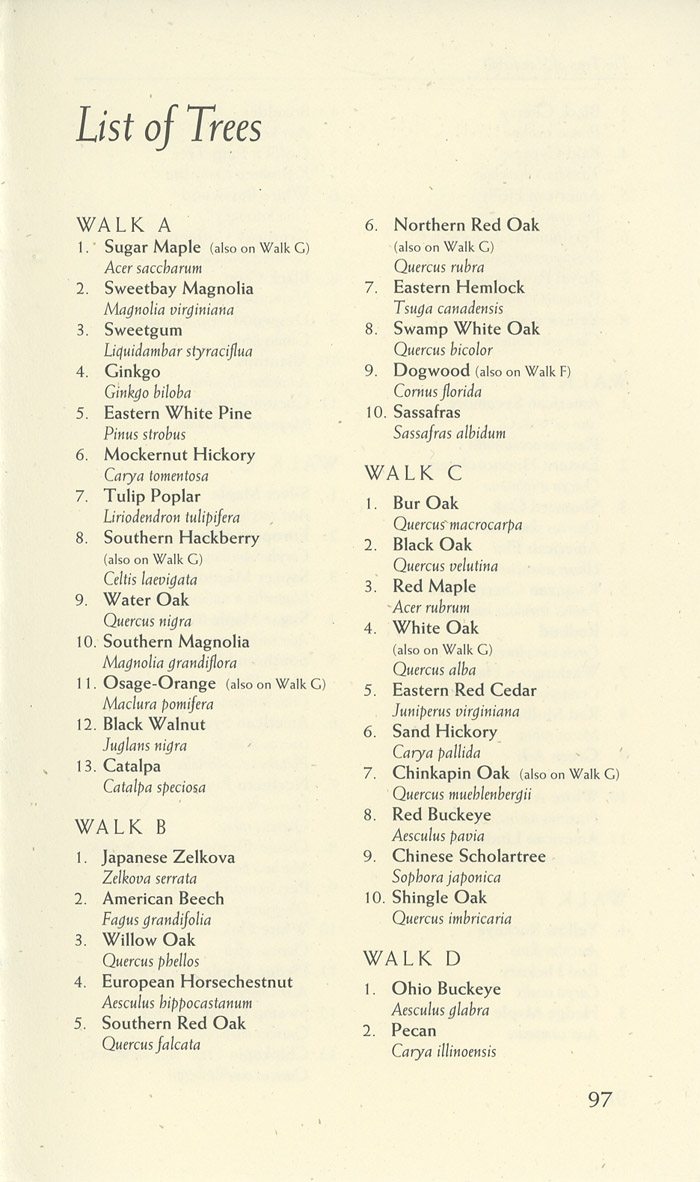 List of Trees
WALK A
1. Sugar Maple (also on Walk G)
Acer saccharum
2. Sweetbay Magnolia
Magnolia virginiana
3. Sweetgum
Liquidambar styraciflua
4. Ginkgo
Ginkgo biloba
5. Eastern White Pine
Pinus strobus
6. Mockernut Hickory
Carya tomentosa
7. Tulip Poplar
Liriodendron tulipifera
8. Southern Hackberry
(also on Walk G)
Celtis laevigata
9. Water Oak
Quercus nigra
10. Southern Magnolia
Magnolia grandiflora
11. Osage-Orange (also on Walk G)
Maclura pomifera
12. Black Walnut
Juglans nigra
13. Catalpa
Catalpa speciosa
WALK B
1. Japanese Zelkova
Zelkova serrata
2. American Beech
Fagus grandifolia
3. Willow Oak
Quercus phellos
4. European Horsechestnut
Aesculus hippocastanum
5. Southern Red Oak
Quercus falcata
6. Northern Red Oak
(also on Walk G)
Quercus rubra
7. Eastern Hemlock
Tsuga canadensis
8. Swamp White Oak
Quercus bicolor
9. Dogwood (also on Walk F)
Cornus florida
10. Sassafras
Sassafras albidum
WALK C
1. Bur Oak
Quercus macrocarpa
2. Black Oak
Quercus velutina
3. Red Maple
Acer rubrum
4. White Oak
(also on Walk G)
Quercus alba
5. Eastern Red Cedar
Juniperus virginiana
6. Sand Hickory
Carya pallida
7. Chinkapin Oak (also on Walk G)
Quercus muehlenbergii
8. Red Buckeye
Aesculus pavia
9. Chinese Scholartree
Sophora japonica
10. Shingle Oak
Quercus imbricaria
WALK D
1. Ohio Buckeye
Aesculus glabra
2. Pecan
Carya illinoensis
97